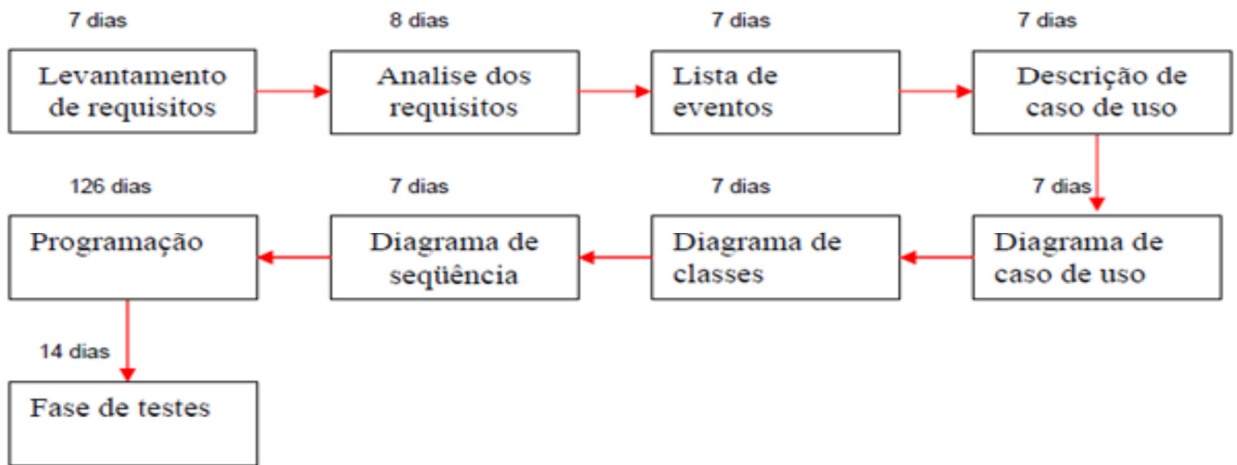 7 dias
8 dias
7 dias
7 dias
Levantamento
de requisitos
Analise dos
requisitos
Lista de
eventos
Descrição de
caso de uso
126 dias
7 dias
7 dias
7 dias
Programação
Diagrama de
seqüência
Diagrama de
classes
Diagrama de
caso de uso
14 dias
Fase de testes